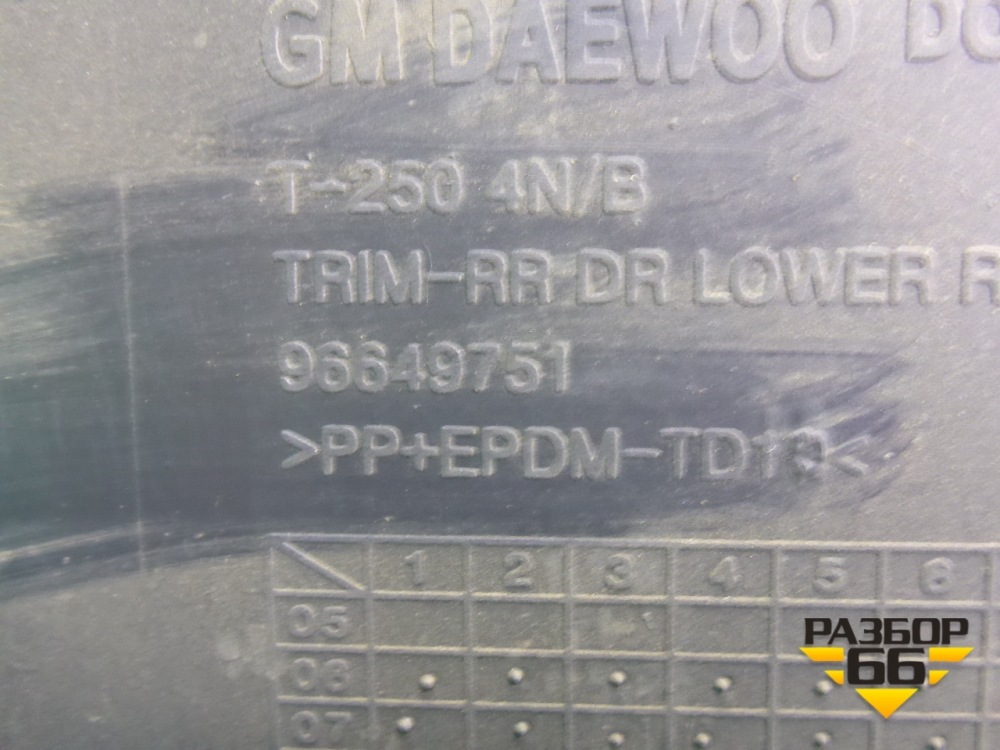 GM DAEWOO
T-250 4N/B
TRIM-RR DR LOWER R
96649751
>PP+EPDM-TD10<
1 2 3 4 5 6
05
06
07
РАЗБОР
66